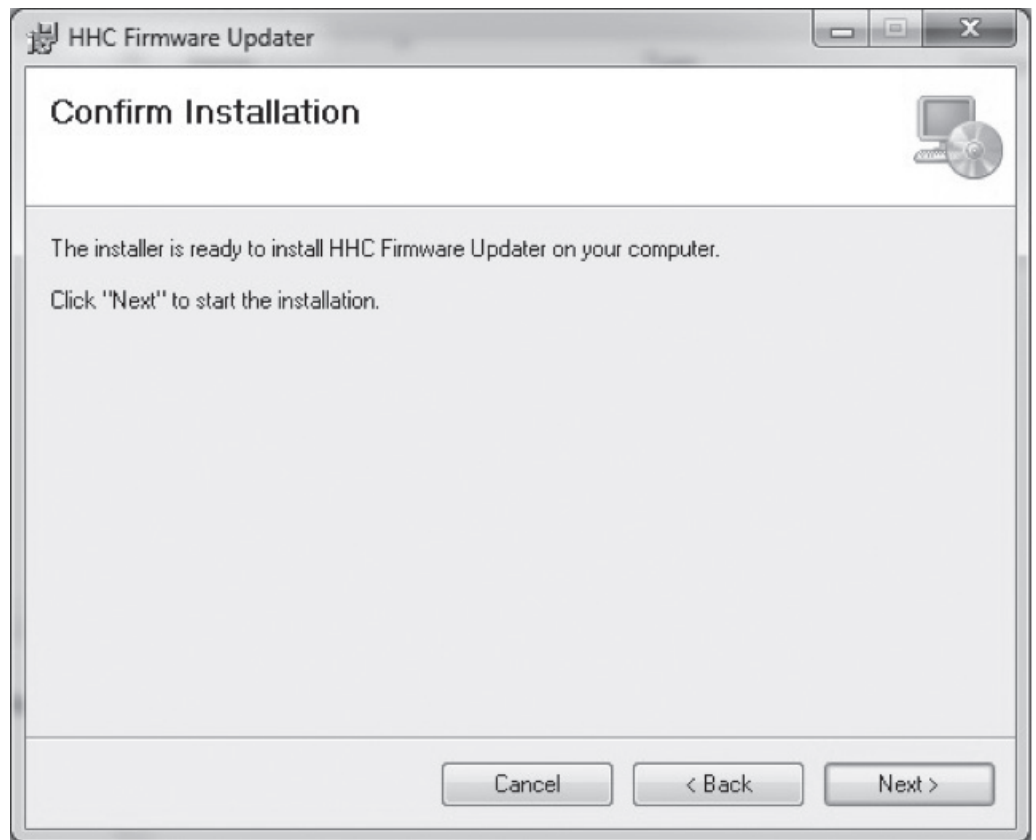 HHC Firmware Updater
Confirm Installation
The installer is ready to install HHC Firmware Updater on your computer.
Click "Next" to start the installation.
Cancel
< Back
Next >